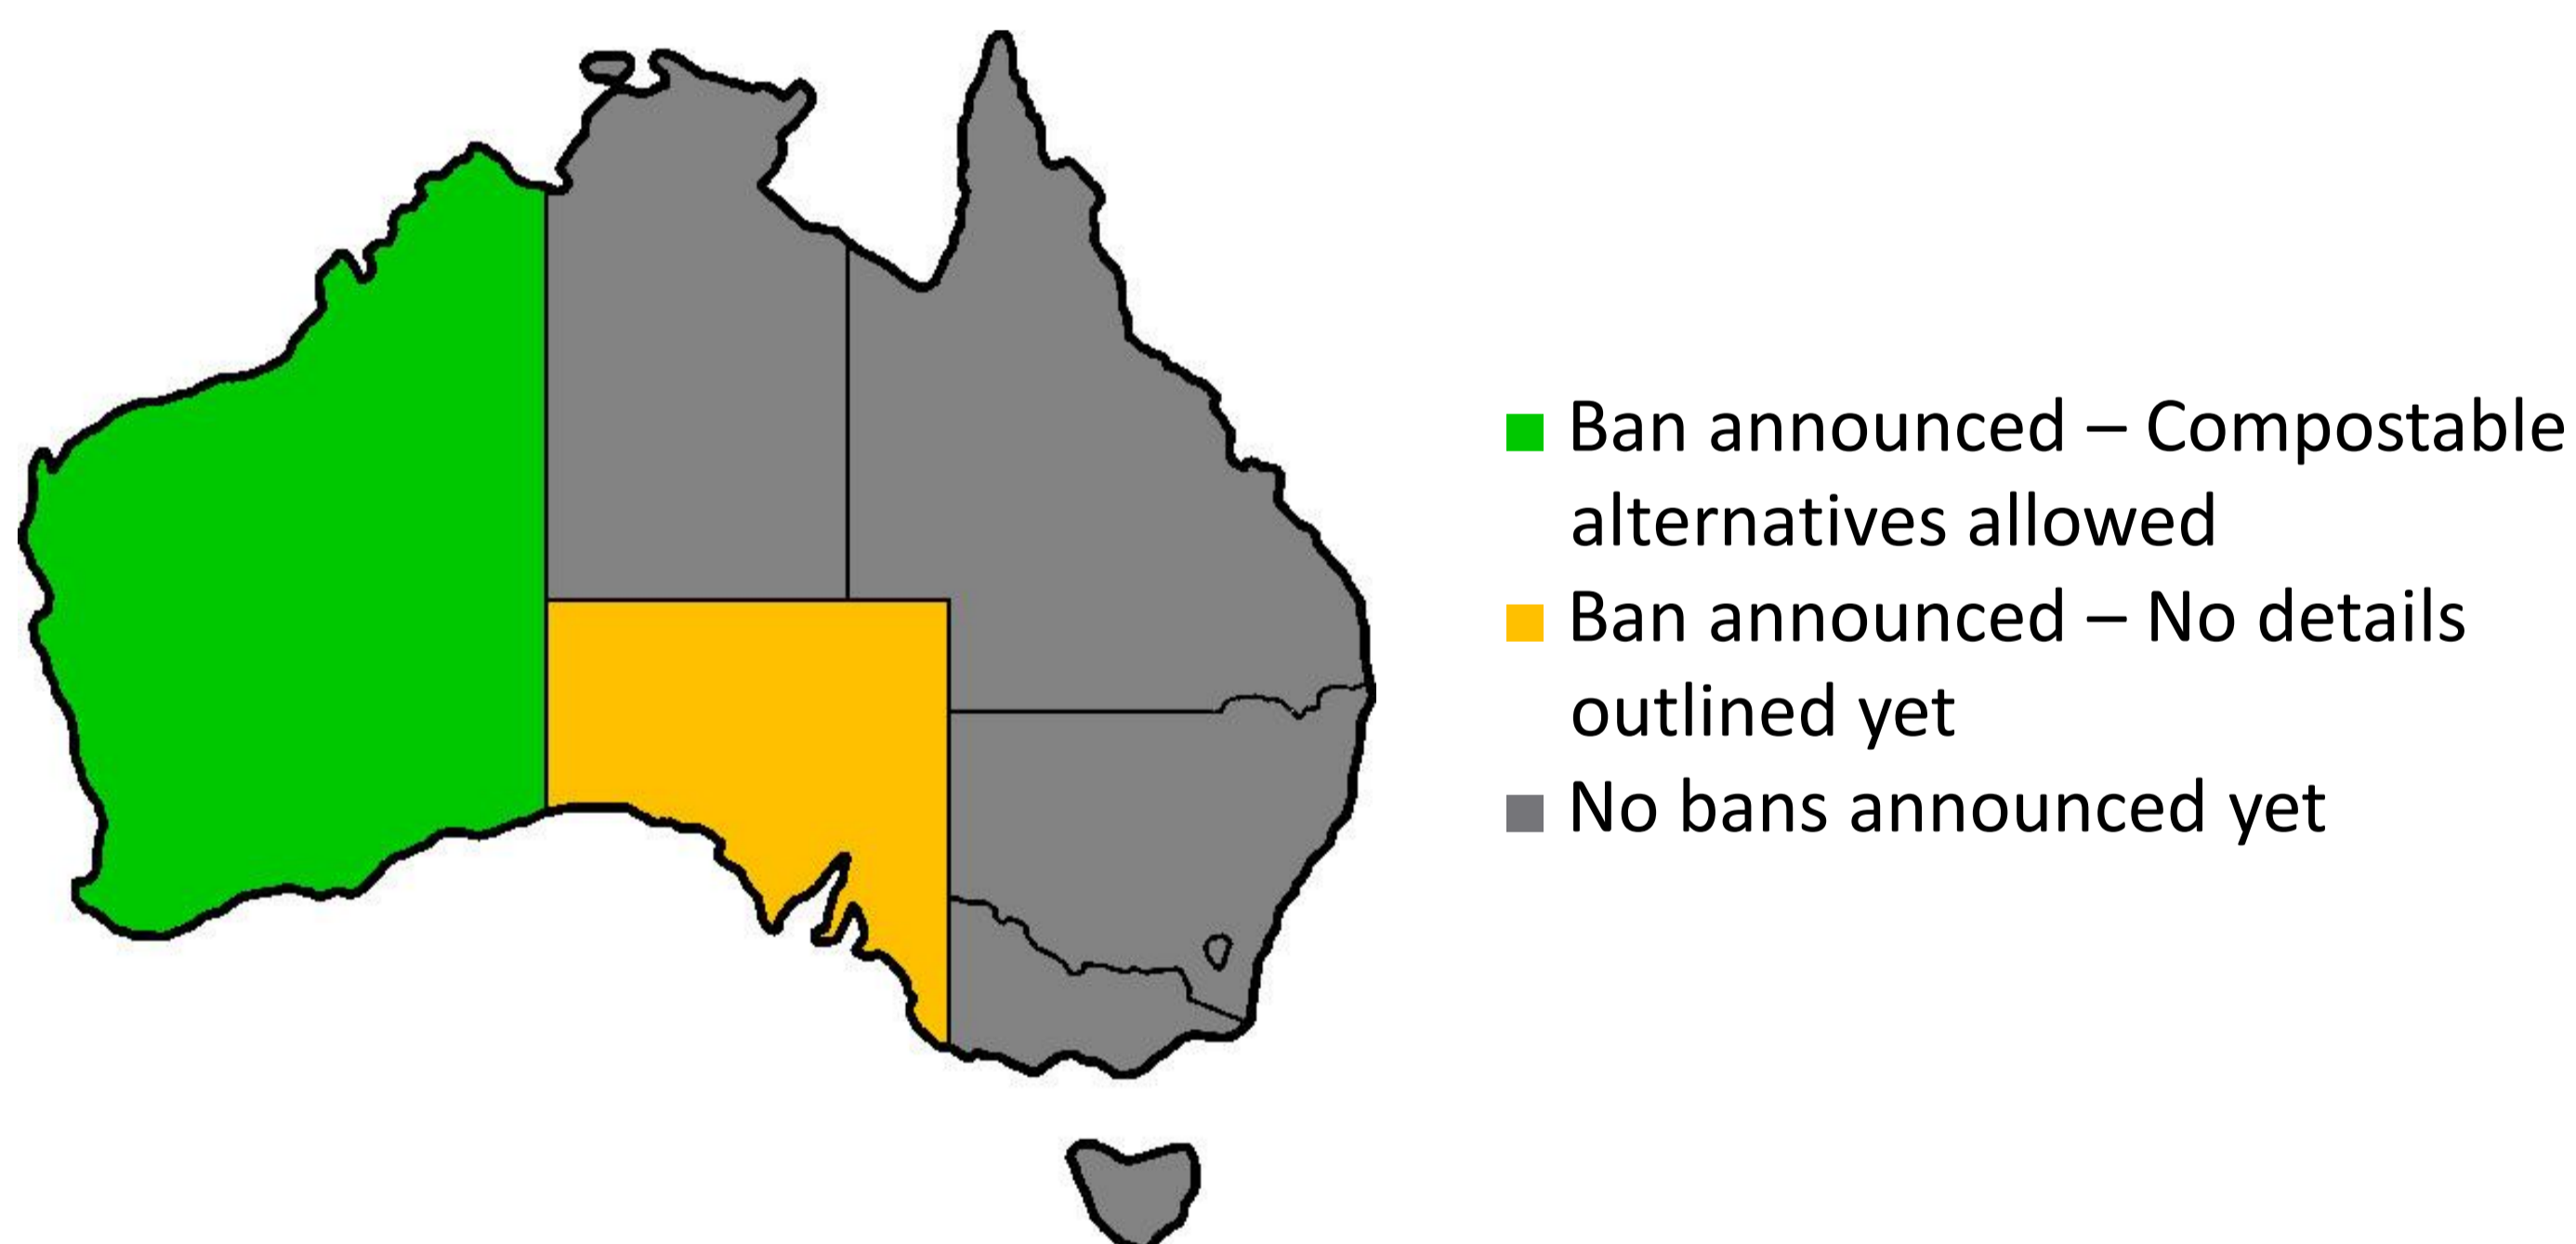 Ban announced – Compostable
alternatives allowed
Ban announced – No details
outlined yet
No bans announced yet